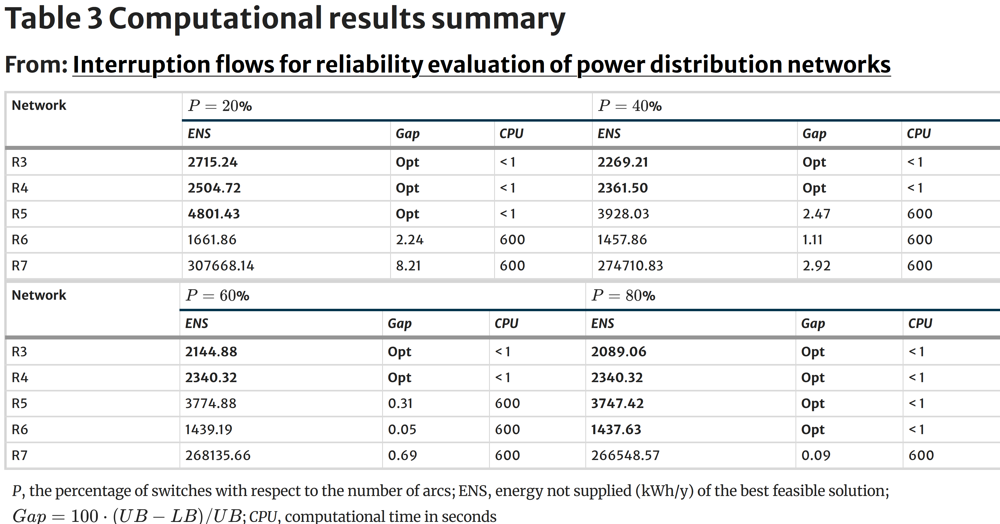 Table 3 Computational results summary
From: Interruption flows for reliability evaluation of power distribution networks
Network P = 20% P = 40%
ENS Gap CPU ENS Gap CPU
R3 2715.24 Opt < 1 2269.21 Opt < 1
R4 2504.72 Opt < 1 2361.50 Opt < 1
R5 4801.43 Opt < 1 3928.03 2.47 600
R6 1661.86 2.24 600 1457.86 1.11 600
R7 307668.14 8.21 600 274710.83 2.92 600
Network P = 60% P = 80%
ENS Gap CPU ENS Gap CPU
R3 2144.88 Opt < 1 2089.06 Opt < 1
R4 2340.32 Opt < 1 2340.32 Opt < 1
R5 3774.88 0.31 600 3747.42 Opt < 1
R6 1439.19 0.05 600 1437.63 Opt < 1
R7 268135.66 0.69 600 266548.57 0.09 600
P, the percentage of switches with respect to the number of arcs; ENS, energy not supplied (kWh/y) of the best feasible solution;
Gap = 100 · (UB − LB)/UB; CPU, computational time in seconds